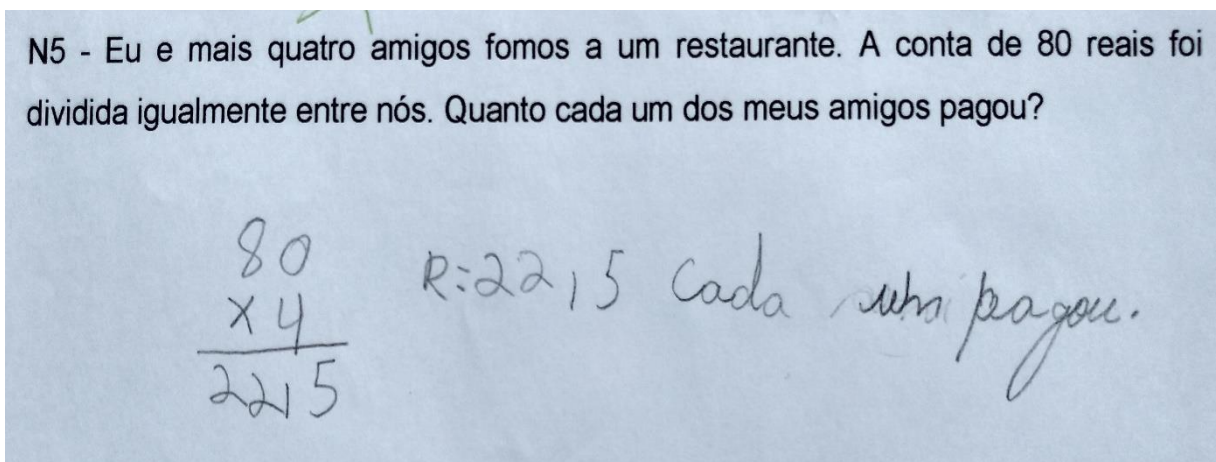 N5 - Eu e mais quatro amigos fomos a um restaurante. A conta de 80 reais foi
dividida igualmente entre nós. Quanto cada um dos meus amigos pagou?
80
x 4
22,5
R:22,5 Cada um pagou.